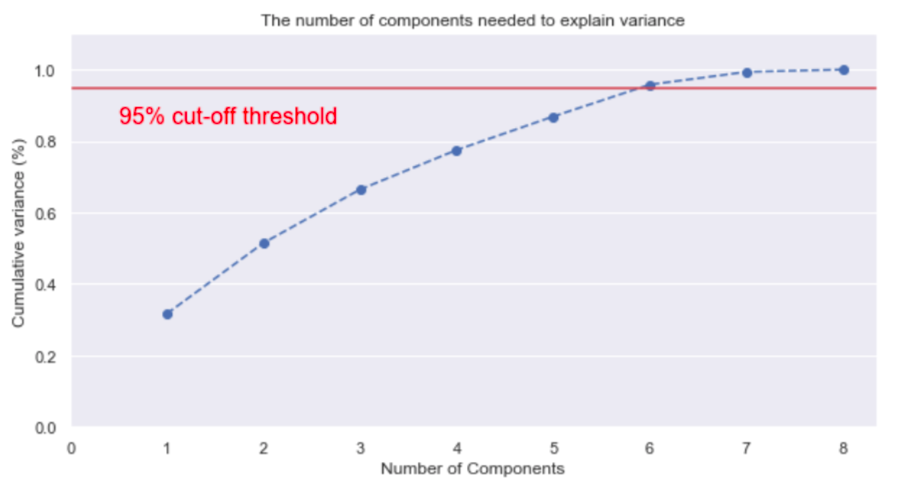 The number of components needed to explain variance
1.0
95% cut-off threshold
0.8
0.6
0.4
0.2
0.0
Cumulative variance (%)
0 1 2 3 4 5 6 7 8
Number of Components